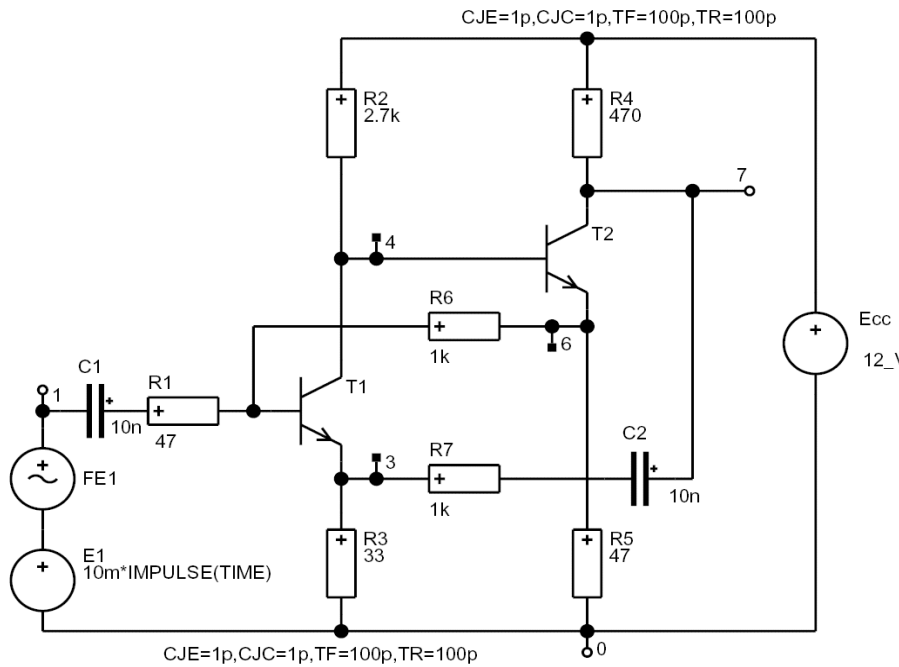 CJE=1p,CJC=1p,TF=100p,TR=100p
R2
2.7k
R4
470
7
4
T2
R6
1k
6
Ecc
12_V
C1
1
10n
R1
47
T1
FE1
3
R7
1k
C2
10n
E1
10m*IMPULSE(TIME)
R3
33
R5
47
0
CJE=1p,CJC=1p,TF=100p,TR=100p